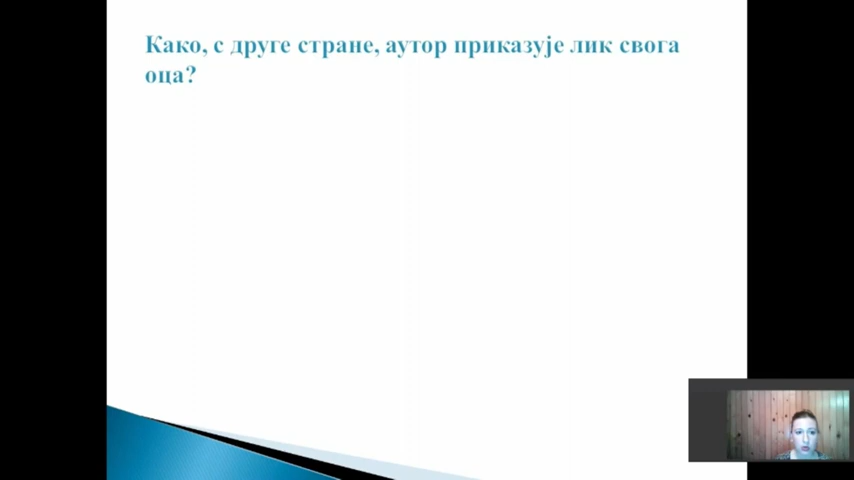 Како, с друге стране, аутор приказује лик свога
оца?